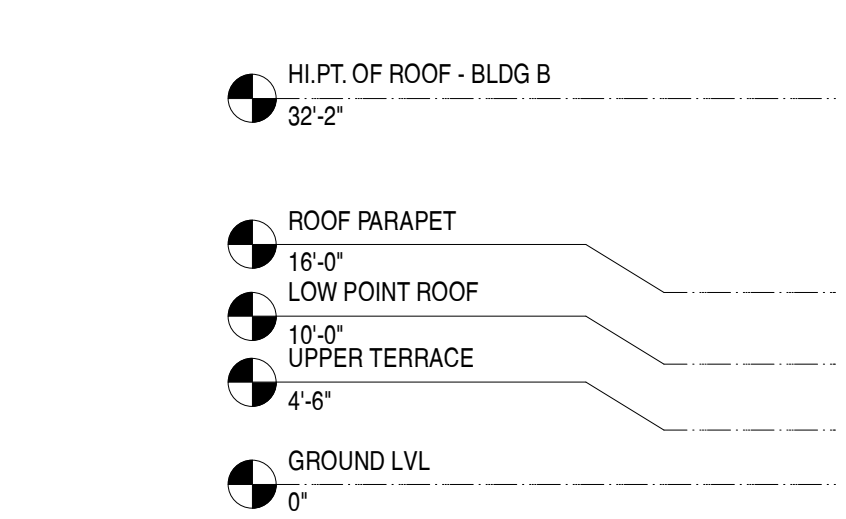 HI.PT. OF ROOF - BLDG B
32'-2"
ROOF PARAPET
16'-0"
LOW POINT ROOF
10'-0"
UPPER TERRACE
4'-6"
GROUND LVL
0"